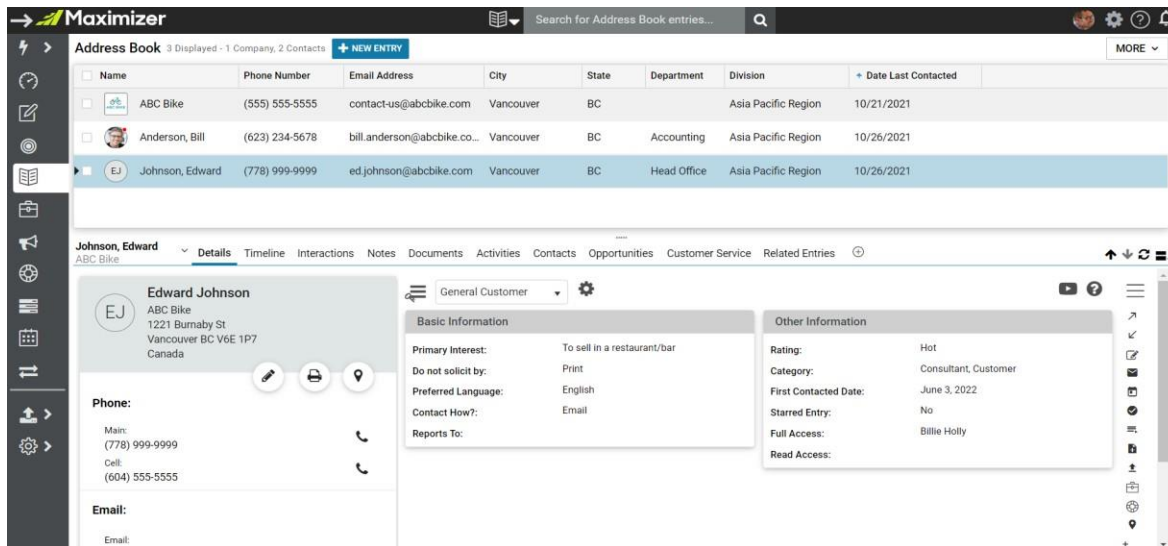 Maximizer
Search for Address Book entries...
Address Book 3 Displayed - 1 Company, 2 Contacts + NEW ENTRY MORE
Name Phone Number Email Address City State Department Division Date Last Contacted
ABC Bike (555) 555-5555 contact-us@abcbike.com Vancouver BC Asia Pacific Region 10/21/2021
Anderson, Bill (623) 234-5678 bill.anderson@abcbike.co... Vancouver BC Accounting Asia Pacific Region 10/26/2021
EJ Johnson, Edward (778) 999-9999 ed.johnson@abcbike.com Vancouver BC Head Office Asia Pacific Region 10/26/2021
Johnson, Edward
ABC Bike
Details Timeline Interactions Notes Documents Activities Contacts Opportunities Customer Service Related Entries
EJ
Edward Johnson
ABC Bike
1221 Burnaby St
Vancouver BC V6E 1P7
Canada
Phone:
Main:
(778) 999-9999
Cell:
(604) 555-5555
Email:
Email:
General Customer
Basic Information
Primary Interest: To sell in a restaurant/bar
Do not solicit by: Print
Preferred Language: English
Contact How?: Email
Reports To:
Other Information
Rating: Hot
Category: Consultant, Customer
First Contacted Date: June 3, 2022
Starred Entry: No
Full Access: Billie Holly
Read Access: